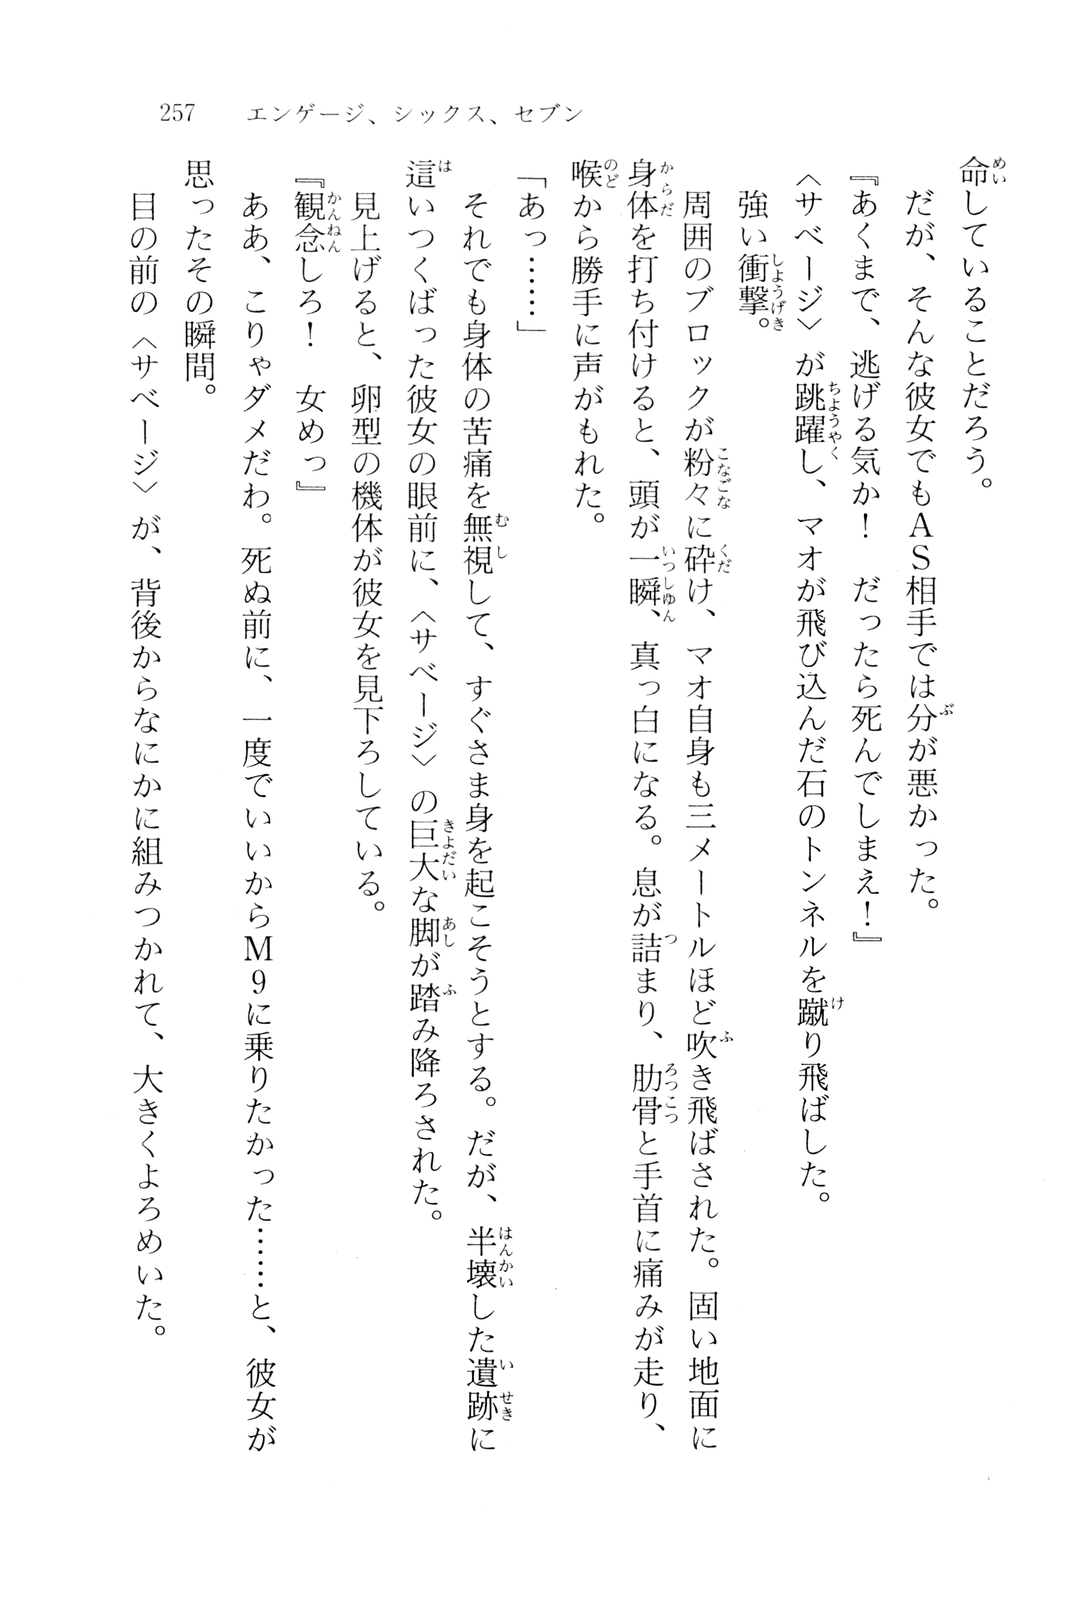 257　エンゲージ、シックス、セブン
命していることだろう。
　だが、そんな彼女でもＡＳ相手では分が悪かった。
『あくまで、逃げる気か！　だったら死んでしまえ！』
〈サベージ〉が跳躍し、マオが飛び込んだ石のトンネルを蹴り飛ばした。
　強い衝撃。
　周囲のブロックが粉々に砕け、マオ自身も三メートルほど吹き飛ばされた。固い地面に
身体を打ち付けると、頭が一瞬、真っ白になる。息が詰まり、肋骨と手首に痛みが走り、
喉から勝手に声がもれた。
「あっ……」
　それでも身体の苦痛を無視して、すぐさま身を起こそうとする。だが、半壊した遺跡に
這いつくばった彼女の眼前に、〈サベージ〉の巨大な脚が踏み降ろされた。
　見上げると、卵型の機体が彼女を見下ろしている。
『観念しろ！　女めっ』
　ああ、こりゃダメだわ。死ぬ前に、一度でいいからＭ９に乗りたかった……と、彼女が
思ったその瞬間。
　目の前の〈サベージ〉が、背後からなにかに組みつかれて、大きくよろめいた。